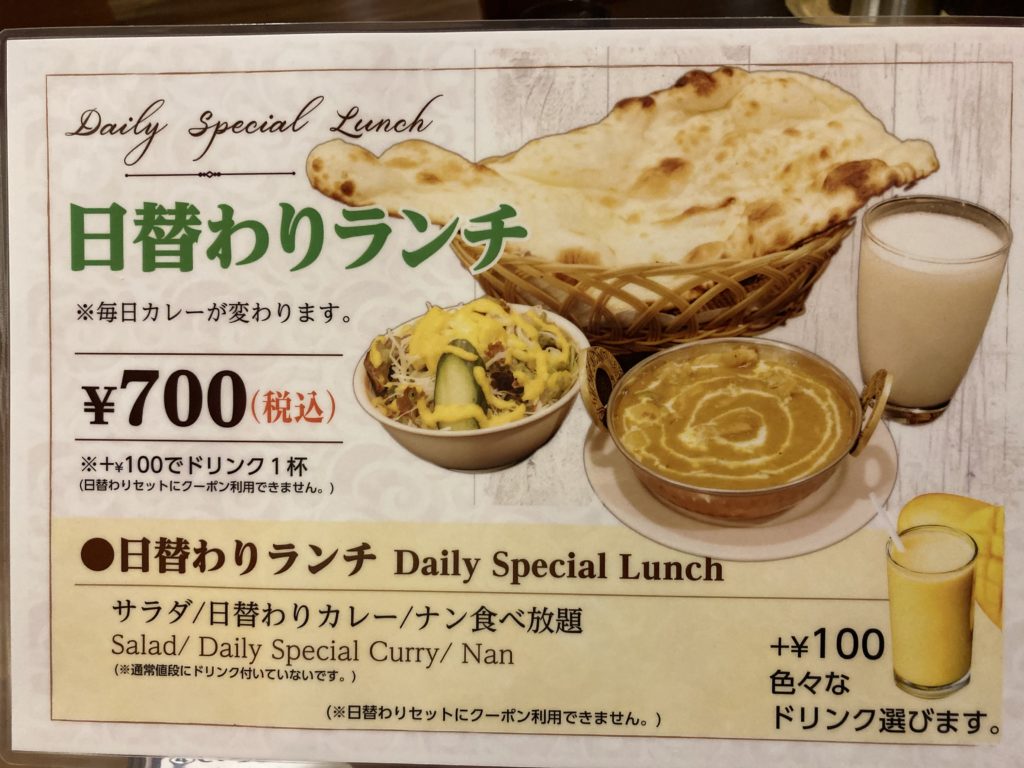 Daily Special Lunch
日替わりランチ
※毎日カレーが変わります。
¥700(税込)
※+¥100でドリンク1杯
(日替わりセットにクーポン利用できません。)
●日替わりランチ Daily Special Lunch
サラダ/日替わりカレー/ナン食べ放題
Salad/ Daily Special Curry/ Nan
(※通常値段にドリンク付いていないです。)
+¥100
色々な
ドリンク選びます。
(※日替わりセットにクーポン利用できません。)